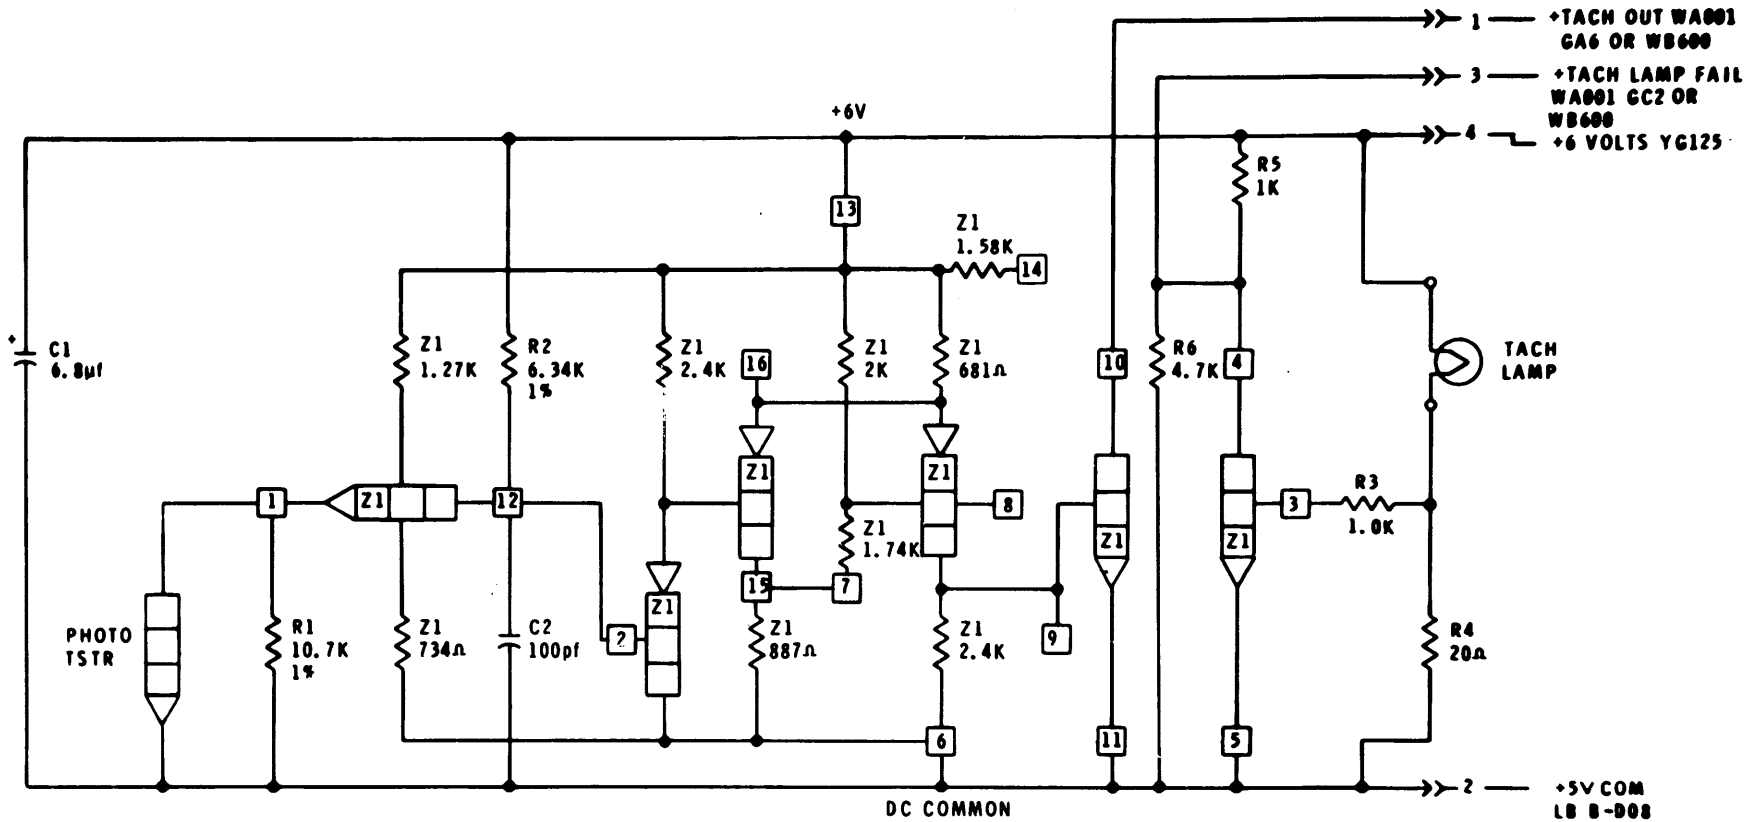 1 +TACH OUT WA001
GA6 OR WB600
3 +TACH LAMP FAIL
WA001 GC2 OR
WB600
4 +6 VOLTS YG125
+6V
R5
1K
13
Z1
1.58K
14
+
C1
6.8µf
Z1
1.27K
R2
6.34K
1%
Z1
2.4K
16
Z1
2K
Z1
681Ω
10
R6
4.7K
4
TACH
LAMP
1
Z1
12
Z1
Z1
8
Z1
1.74K
Z1
Z1
3
R3
1.0K
15
7
PHOTO
TSTR
R1
10.7K
1%
Z1
734Ω
C2
100pf
2
Z1
Z1
887Ω
Z1
2.4K
9
R4
20Ω
6
11
5
DC COMMON
2 +5V COM
LB B-D08